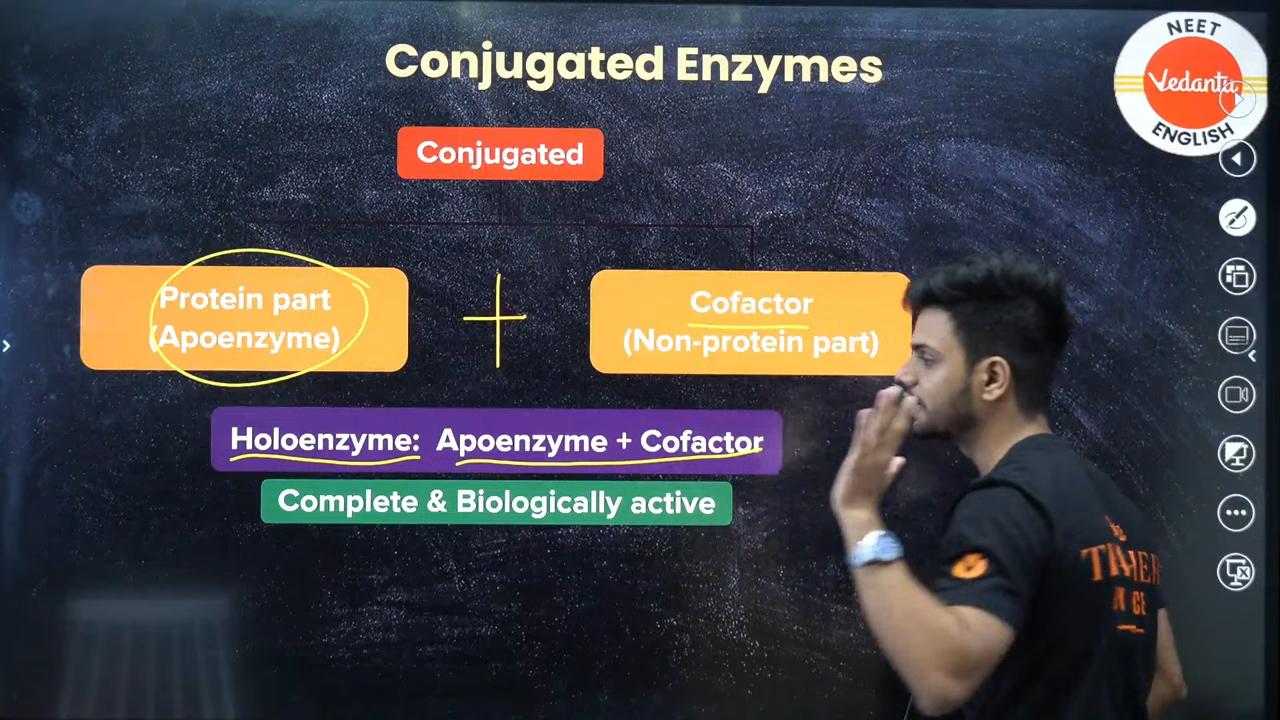 Conjugated Enzymes
NEET
Vedantu
ENGLISH
Conjugated
Protein part
(Apoenzyme)
Cofactor
(Non-protein part)
Holoenzyme: Apoenzyme + Cofactor
Complete & Biologically active